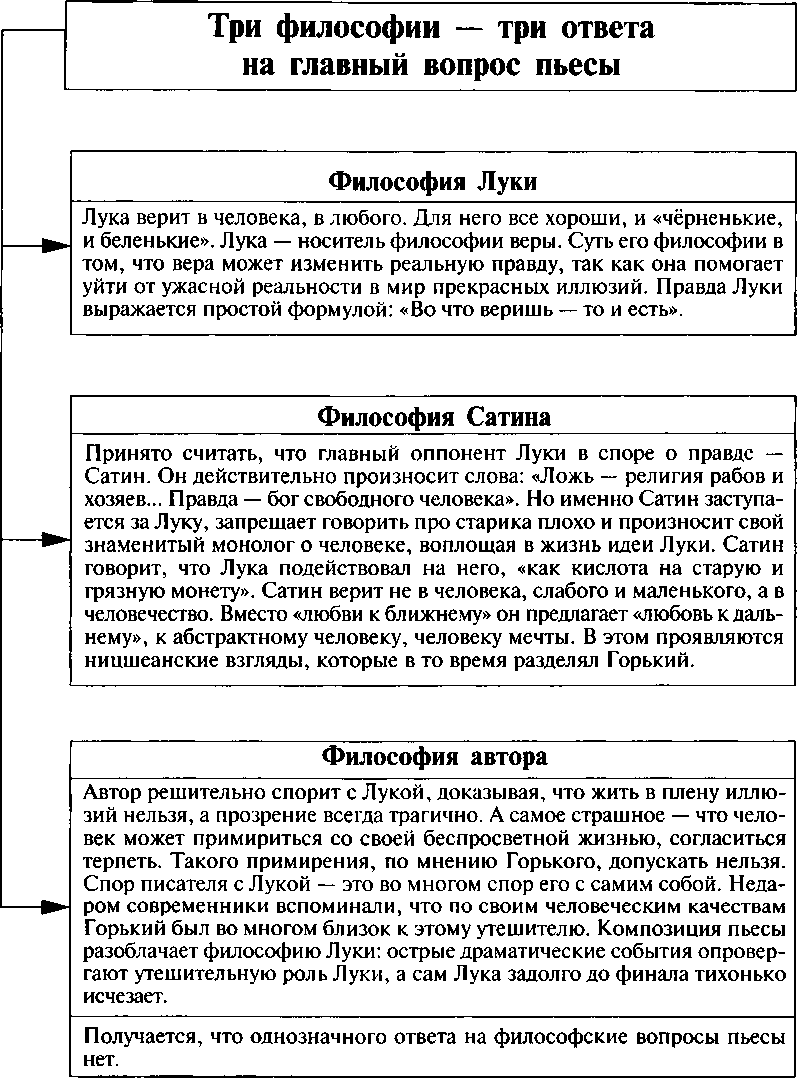 Три философии — три ответа
на главный вопрос пьесы
Философия Луки
Лука верит в человека, в любого. Для него все хороши, и «чёрненькие,
и беленькие». Лука — носитель философии веры. Суть его философии в
том, что вера может изменить реальную правду, так как она помогает
уйти от ужасной реальности в мир прекрасных иллюзий. Правда Луки
выражается простой формулой: «Во что веришь — то и есть».
Философия Сатина
Принято считать, что главный оппонент Луки в споре о правде —
Сатин. Он действительно произносит слова: «Ложь — религия рабов и
хозяев... Правда — бог свободного человека». Но именно Сатин заступа-
ется за Луку, запрещает говорить про старика плохо и произносит свой
знаменитый монолог о человеке, воплощая в жизнь идеи Луки. Сатин
говорит, что Лука подействовал на него, «как кислота на старую и
грязную монету». Сатин верит не в человека, слабого и маленького, а в
человечество. Вместо «любви к ближнему» он предлагает «любовь к даль-
нему», к абстрактному человеку, человеку мечты. В этом проявляются
ницшеанские взгляды, которые в то время разделял Горький.
Философия автора
Автор решительно спорит с Лукой, доказывая, что жить в плену иллю-
зий нельзя, а прозрение всегда трагично. А самое страшное — что чело-
век может примириться со своей беспросветной жизнью, согласиться
терпеть. Такого примирения, по мнению Горького, допускать нельзя.
Спор писателя с Лукой — это во многом спор его с самим собой. Неда-
ром современники вспоминали, что по своим человеческим качествам
Горький был во многом близок к этому утешителю. Композиция пьесы
разоблачает философию Луки: острые драматические события опровер-
гают утешительную роль Луки, а сам Лука задолго до финала тихонько
исчезает.
Получается, что однозначного ответа на философские вопросы пьесы
нет.